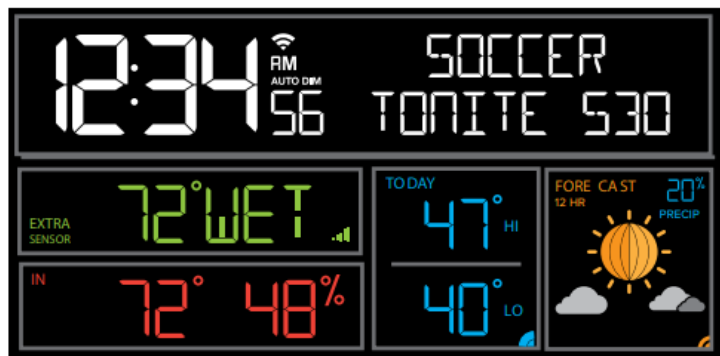 12:34 AM AUTO DIM 56
SOCCER
TONITE 530
EXTRA SENSOR 72° WET
IN 72° 48%
TODAY
47° HI
40° LO
FORE CAST
12 HR
20%
PRECIP